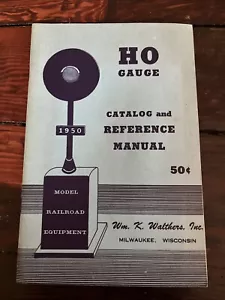 HO
GAUGE
CATALOG and
REFERENCE
MANUAL
50¢
1950
MODEL
RAILROAD
EQUIPMENT
Wm. K. Walthers, Inc.
MILWAUKEE, WISCONSIN